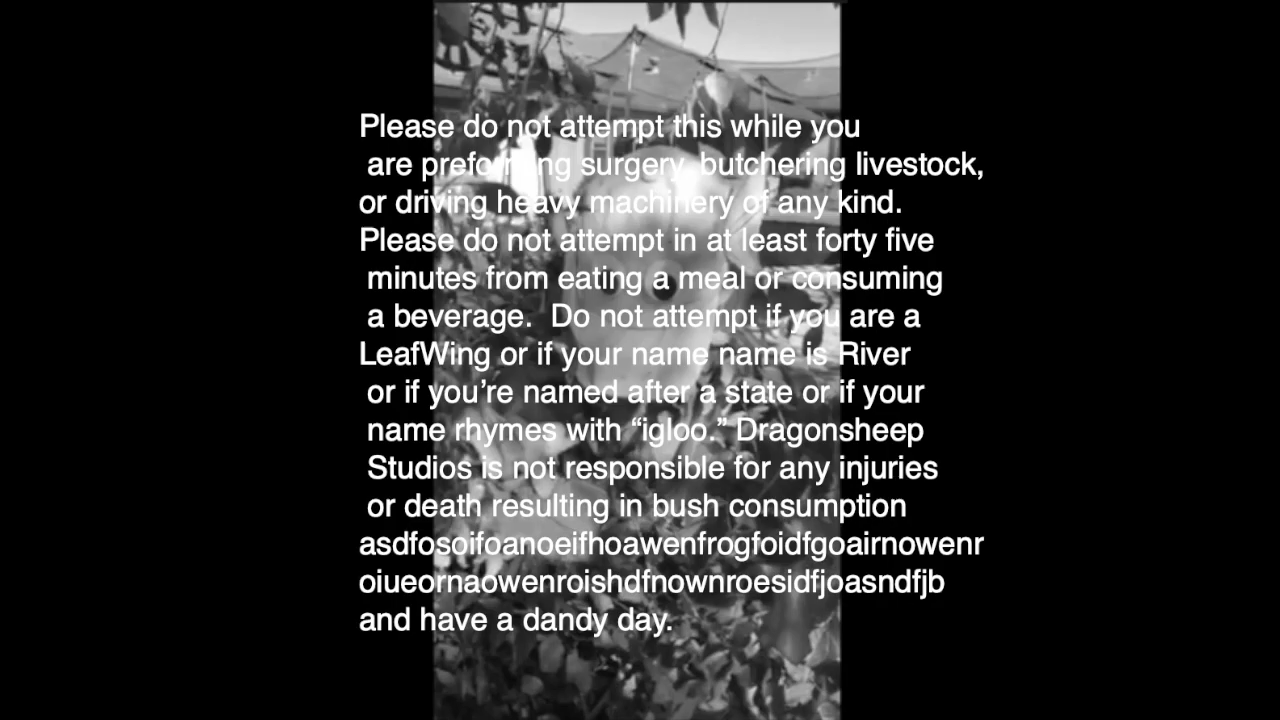 Please do not attempt this while you
are preforming surgery, butchering livestock,
or driving heavy machinery of any kind.
Please do not attempt in at least forty five
minutes from eating a meal or consuming
a beverage.  Do not attempt if you are a
LeafWing or if your name name is River
or if you’re named after a state or if your
name rhymes with “igloo.” Dragonsheep
Studios is not responsible for any injuries
or death resulting in bush consumption
asdfosoifoanoeifhoawenfrogfoidfgoairnowenr
oiueornaowenroishdfnownroesidfjoasndfjb
and have a dandy day.